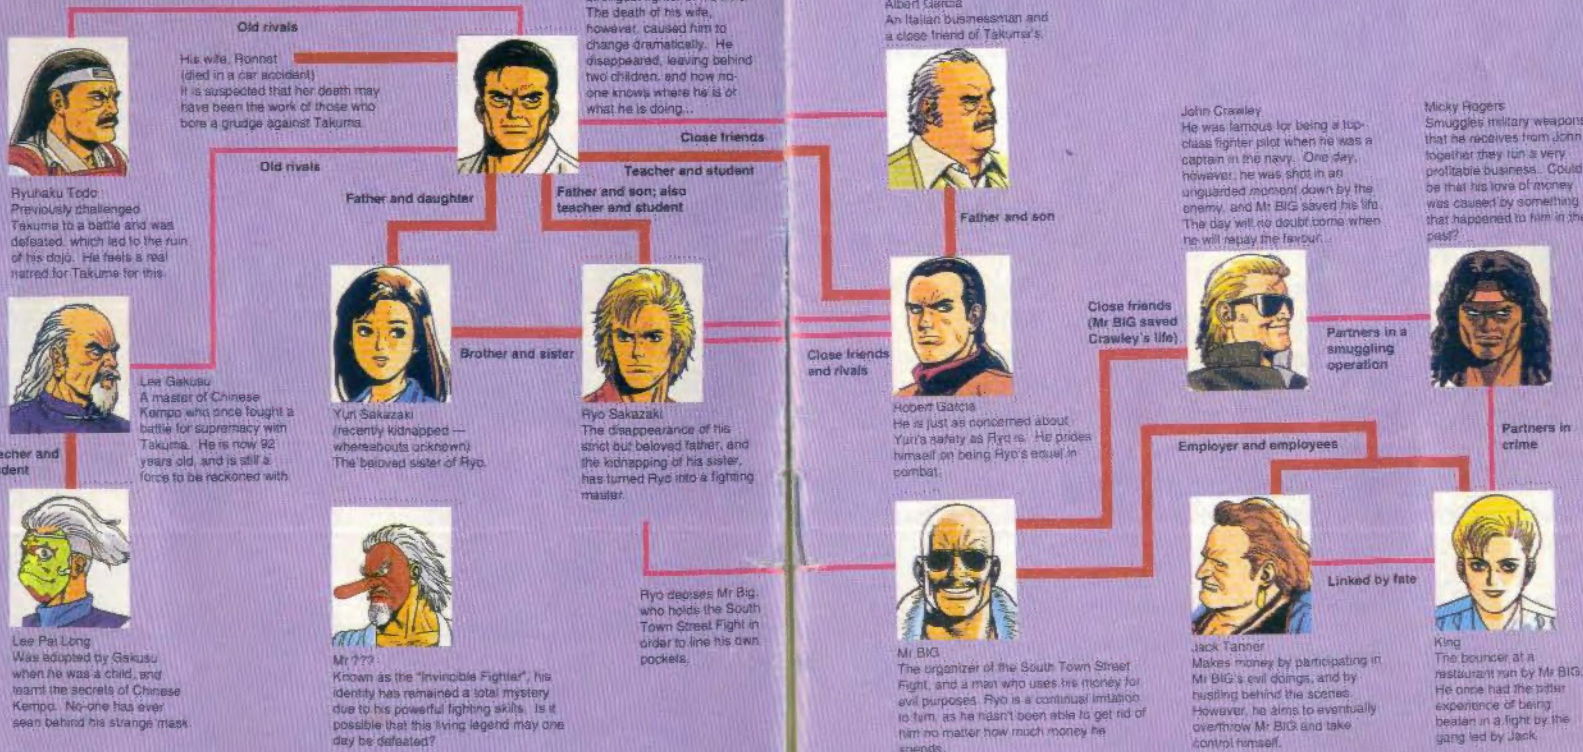 Old rivals
His wife, Ronnet
(died in a car accident)
It is suspected that her death may
have been the work of those who
bore a grudge against Takuma.
The death of his wife,
however, caused him to
change dramatically. He
disappeared, leaving behind
two children, and now no-
one knows where he is or
what he is doing...
Albert Garcia
An Italian businessman and
a close friend of Takuma's.
Close friends
Teacher and student
Old rivals
Father and daughter
Father and son; also
teacher and student
Father and son
Ryuhaku Todo
Previously challenged
Takuma to a battle and was
defeated, which led to the ruin
of his dojo. He feels a real
hatred for Takuma for this.
John Crawley
He was famous for being a top-
class fighter pilot when he was a
captain in the navy. One day,
however, he was shot in an
unguarded moment down by the
enemy, and Mr BIG saved his life.
The day will no doubt come when
he will repay the favour...
Micky Rogers
Smuggles military weapons
that he receives from John
together they run a very
profitable business. Could
be that his love of money
was caused by something
that happened to him in the
past?
Lee Gakusu
A master of Chinese
Kempo who once fought a
battle for supremacy with
Takuma. He is now 92
years old, and is still a
force to be reckoned with
Brother and sister
Close friends
and rivals
Close friends
(Mr BIG saved
Crawley's life)
Partners in a
smuggling
operation
Yuri Sakazaki
(recently kidnapped —
whereabouts unknown)
The beloved sister of Ryo.
Ryo Sakazaki
The disappearance of his
strict but beloved father, and
the kidnapping of his sister,
has turned Ryo into a fighting
master.
Robert Garcia
He is just as concerned about
Yuri's safety as Ryo is. He prides
himself on being Ryo's equal in
combat.
Employer and employees
Partners in
crime
and
Lee Pai Long
Was adopted by Gakusu
when he was a child, and
learnt the secrets of Chinese
Kempo. No-one has ever
seen behind his strange mask.
Mr ???
Known as the "Invincible Fighter", his
identity has remained a total mystery
due to his powerful fighting skills. Is it
possible that this living legend may one
day be defeated?
Ryo depises Mr Big,
who holds the South
Town Street Fight in
order to line his own
pockets.
Mr BIG
The organizer of the South Town Street
Fight, and a man who uses his money for
evil purposes. Ryo is a continual irritation
to him, as he hasn't been able to get rid of
him no matter how much money he
spends.
Linked by fate
Jack Tanner
Makes money by participating in
Mr BIG's evil doings, and by
hustling behind the scenes.
However, he aims to eventually
overthrow Mr BIG and take
control himself.
King
The bouncer at a
restaurant run by Mr BIG.
He once had the bitter
experience of being
beaten in a fight by the
gang led by Jack.